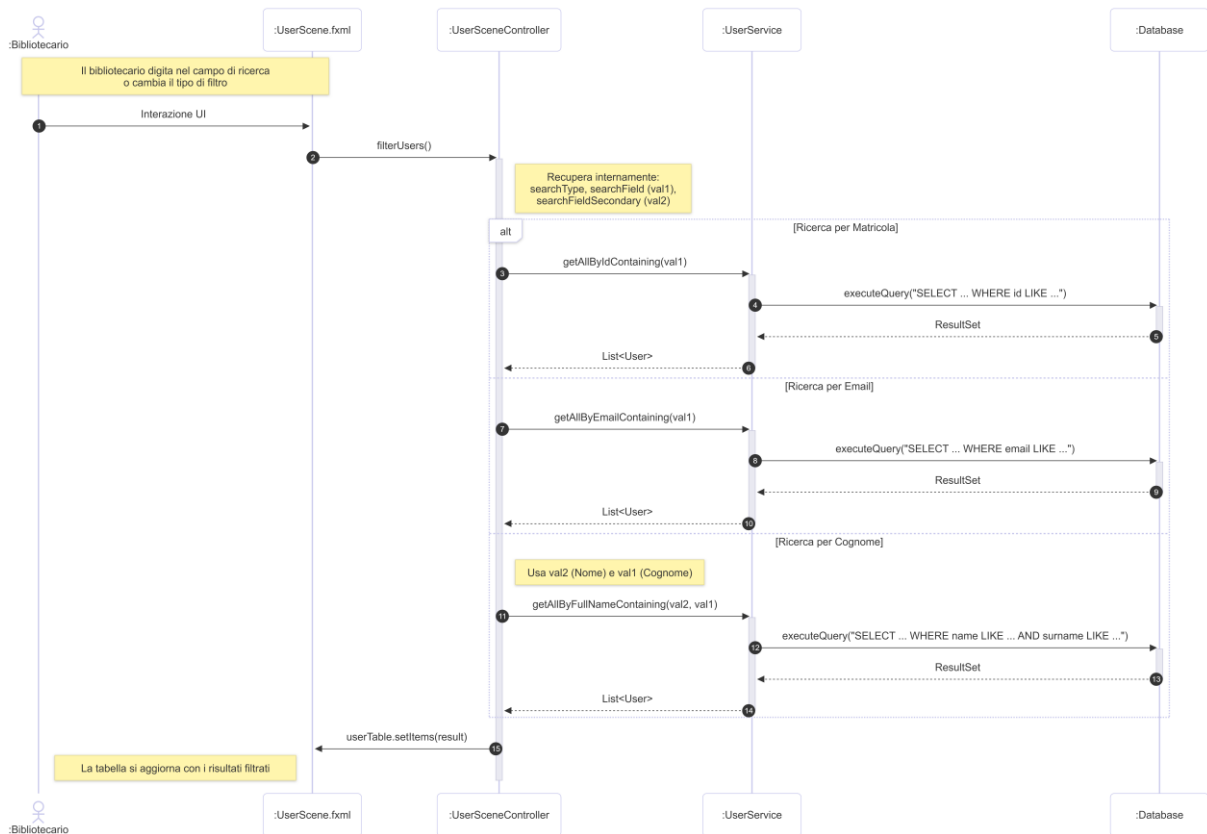 :Bibliotecario
:UserScene.fxml
:UserSceneController
:UserService
:Database
Il bibliotecario digita nel campo di ricerca
o cambia il tipo di filtro
1
Interazione UI
2
filterUsers()
Recupera internamente:
searchType, searchField (val1),
searchFieldSecondary (val2)
alt
[Ricerca per Matricola]
3
getAllByIdContaining(val1)
4
executeQuery("SELECT ... WHERE id LIKE ...")
ResultSet
5
List<User>
6
[Ricerca per Email]
7
getAllByEmailContaining(val1)
8
executeQuery("SELECT ... WHERE email LIKE ...")
ResultSet
9
List<User>
10
[Ricerca per Cognome]
Usa val2 (Nome) e val1 (Cognome)
11
getAllByFullNameContaining(val2, val1)
12
executeQuery("SELECT ... WHERE name LIKE ... AND surname LIKE ...")
ResultSet
13
List<User>
14
userTable.setItems(result)
15
La tabella si aggiorna con i risultati filtrati
:Bibliotecario
:UserScene.fxml
:UserSceneController
:UserService
:Database